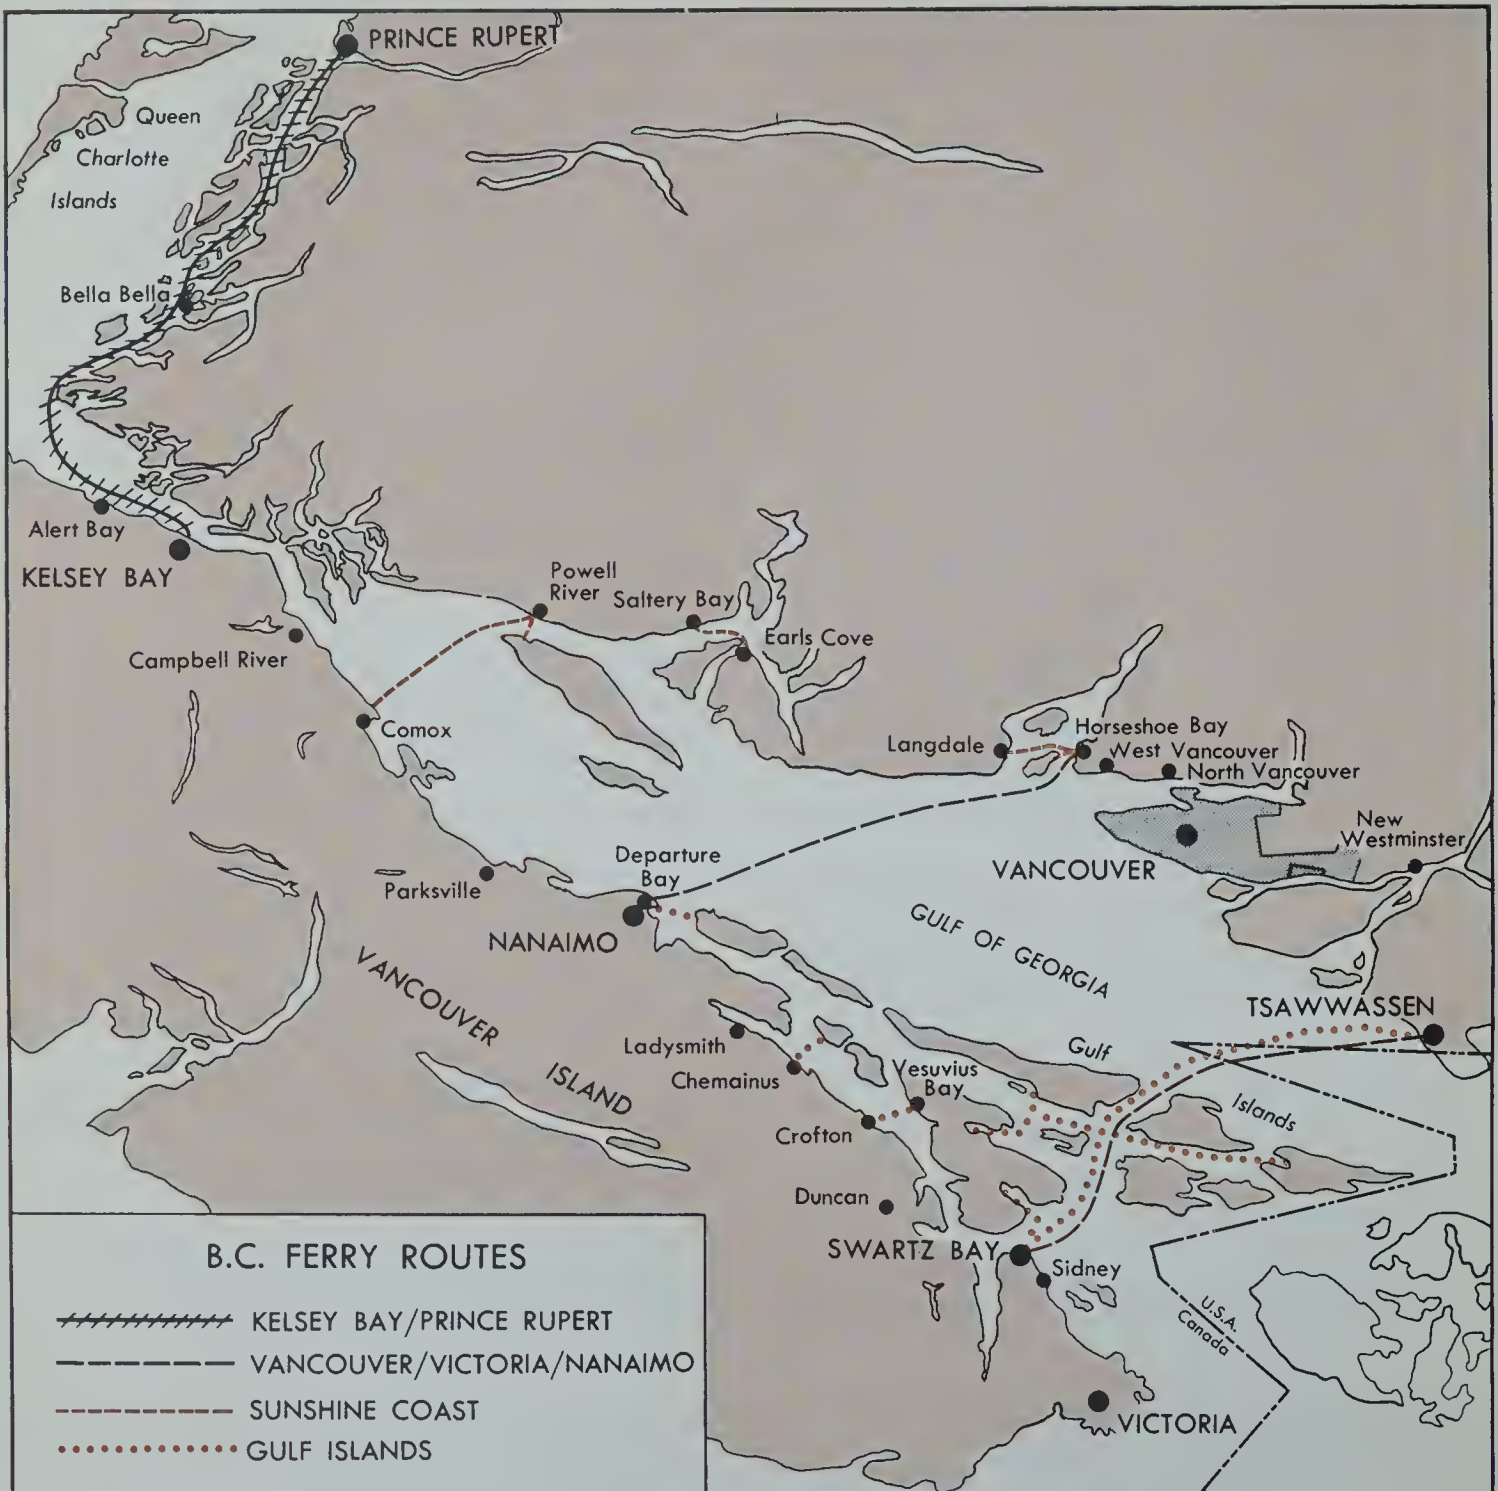 PRINCE RUPERT
Queen
Charlotte
Islands
Bella Bella
Alert Bay
KELSEY BAY
Powell
River
Saltery Bay
Earls Cove
Campbell River
Comox
Langdale
Horseshoe Bay
West Vancouver
North Vancouver
New
Westminster
VANCOUVER
Departure
Bay
Parksville
NANAIMO
GULF OF GEORGIA
VANCOUVER
ISLAND
TSAWWASSEN
Ladysmith
Gulf
Islands
Chemainus
Vesuvius
Bay
Crofton
Duncan
SWARTZ BAY
Sidney
U.S.A.
Canada
VICTORIA
B.C. FERRY ROUTES
KELSEY BAY/PRINCE RUPERT
VANCOUVER/VICTORIA/NANAIMO
SUNSHINE COAST
GULF ISLANDS